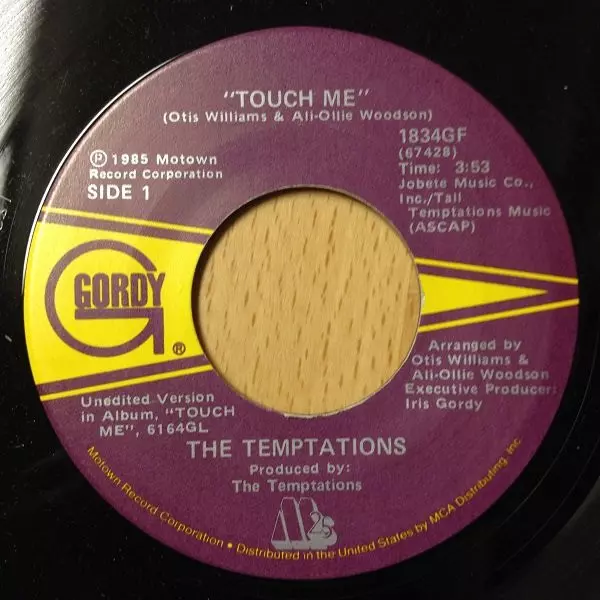 "TOUCH ME"
(Otis Williams & Ali-Ollie Woodson)
1834GF
(67428)
Time: 3:53
Jobete Music Co.,
Inc./Tall
Temptations Music
(ASCAP)
℗ 1985 Motown
Record Corporation
SIDE 1
GORDY
®
Arranged by
Otis Williams &
Ali-Ollie Woodson
Executive Producer:
Iris Gordy
Unedited Version
in Album, "TOUCH
ME", 6164GL
THE TEMPTATIONS
Produced by:
The Temptations
M25
Motown Record Corporation • Distributed in the United States by MCA Distributing, Inc